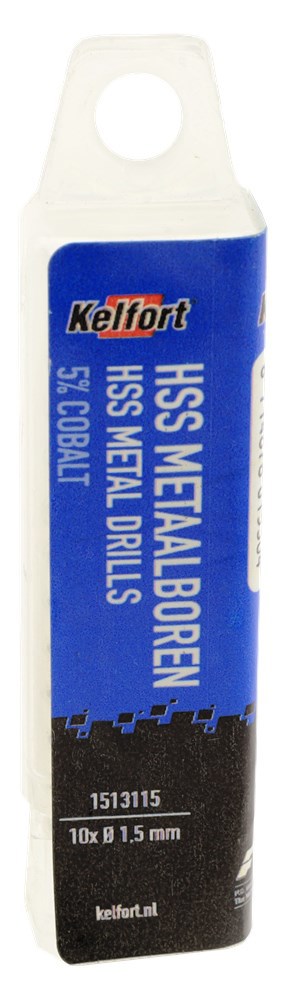 Kelfort
HSS METAALBOREN
HSS METAL DRILLS
5% COBALT
1513115
10x Ø 1,5 mm
kelfort.nl